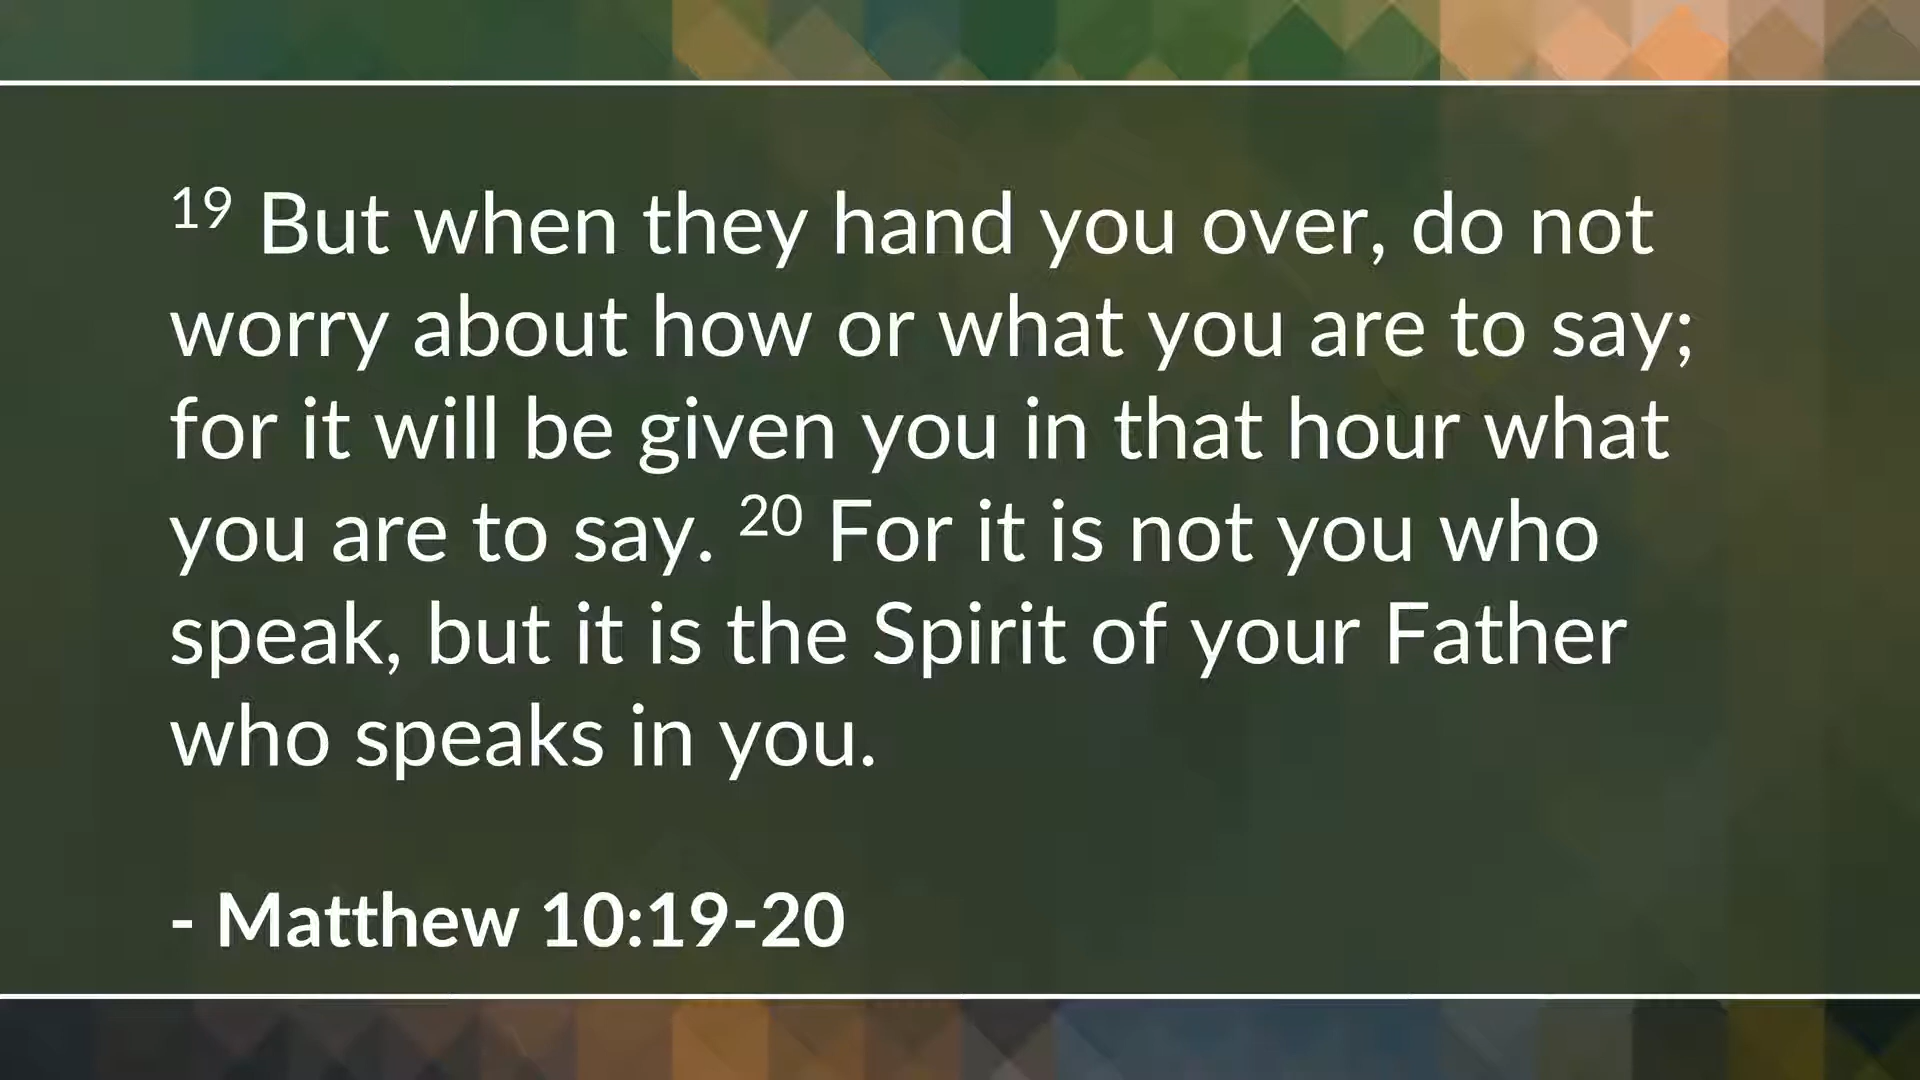 19 But when they hand you over, do not
worry about how or what you are to say;
for it will be given you in that hour what
you are to say. 20 For it is not you who
speak, but it is the Spirit of your Father
who speaks in you.
- Matthew 10:19-20